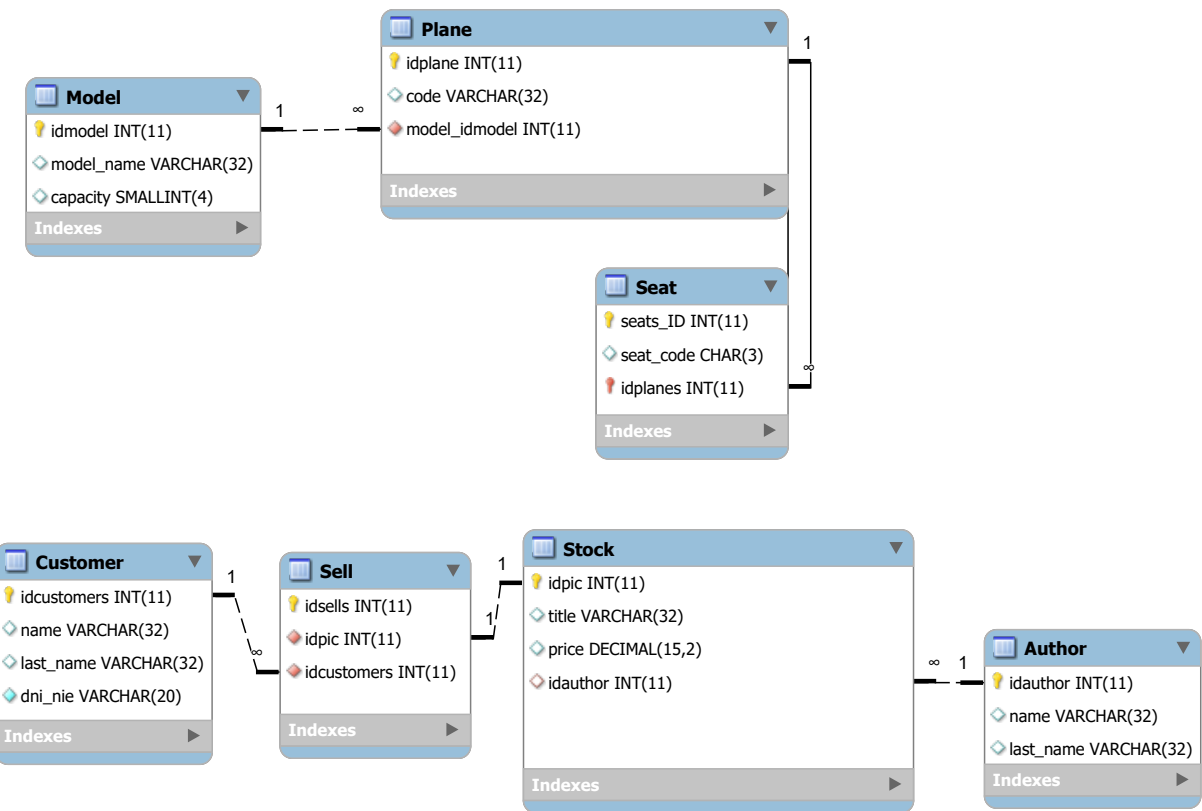 Plane
idplane INT(11)
code VARCHAR(32)
model_idmodel INT(11)
Indexes
1
Model
idmodel INT(11)
model_name VARCHAR(32)
capacity SMALLINT(4)
Indexes
1
∞
Seat
seats_ID INT(11)
seat_code CHAR(3)
idplanes INT(11)
Indexes
∞
Customer
idcustomers INT(11)
name VARCHAR(32)
last_name VARCHAR(32)
dni_nie VARCHAR(20)
Indexes
1
∞
Sell
idsells INT(11)
idpic INT(11)
idcustomers INT(11)
Indexes
1
1
Stock
idpic INT(11)
title VARCHAR(32)
price DECIMAL(15,2)
idauthor INT(11)
Indexes
∞
1
Author
idauthor INT(11)
name VARCHAR(32)
last_name VARCHAR(32)
Indexes